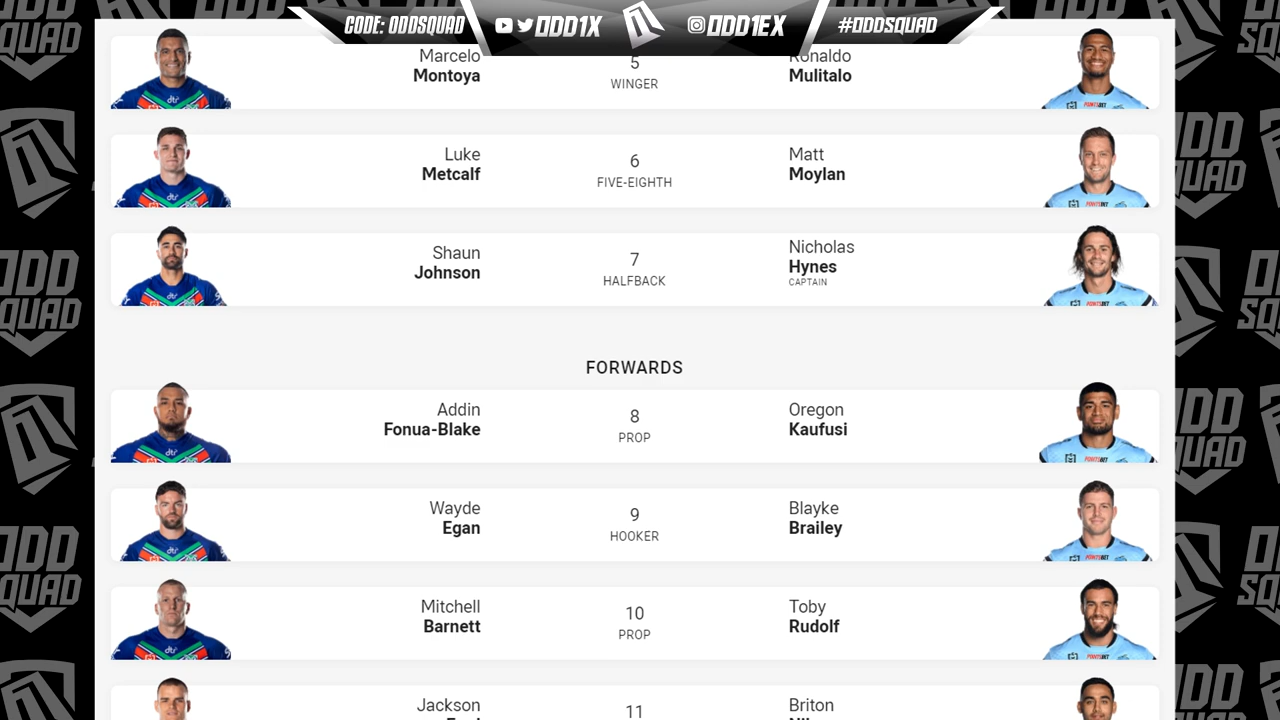 CODE: ODDSQUAD
ODD1X
ODD1EX
#ODDSQUAD
Marcelo
Montoya
5
WINGER
Ronaldo
Mulitalo
Luke
Metcalf
6
FIVE-EIGHTH
Matt
Moylan
Shaun
Johnson
7
HALFBACK
Nicholas
Hynes
CAPTAIN
FORWARDS
Addin
Fonua-Blake
8
PROP
Oregon
Kaufusi
Wayde
Egan
9
HOOKER
Blayke
Brailey
Mitchell
Barnett
10
PROP
Toby
Rudolf
Jackson
11
Briton
ODD
SQUAD